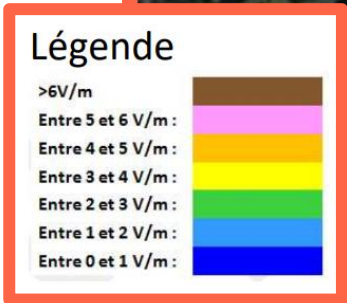 Légende
>6V/m
Entre 5 et 6 V/m :
Entre 4 et 5 V/m :
Entre 3 et 4 V/m :
Entre 2 et 3 V/m :
Entre 1 et 2 V/m :
Entre 0 et 1 V/m :